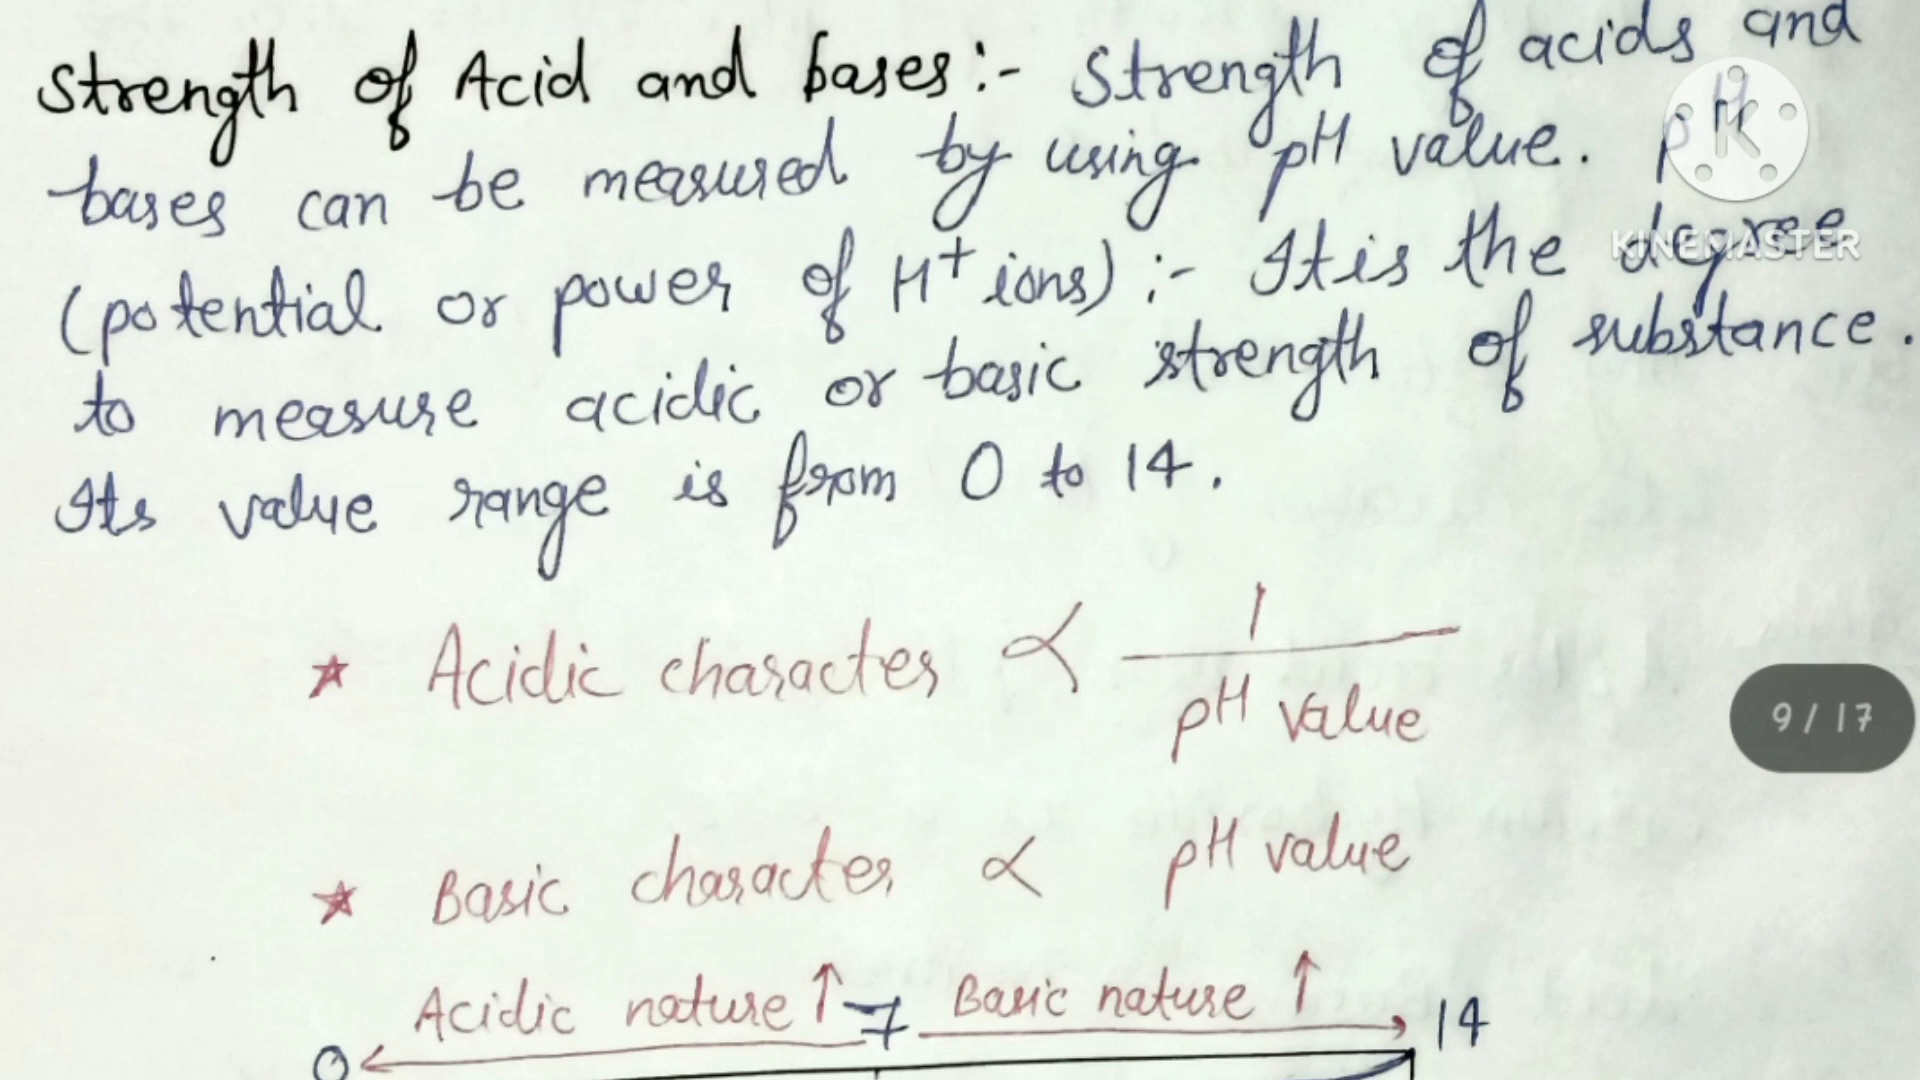 Strength of Acid and bases:- Strength of acids and
bases can be measured by using pH value. pH
(potential or power of H+ ions) :- It is the degree
to measure acidic or basic strength of substance.
Its value range is from 0 to 14.
★ Acidic character ∝ 1 / pH value
★ Basic character ∝ pH value
Acidic nature ↑ 7 Basic nature ↑ 14
0
K
KINEMASTER
9 / 17